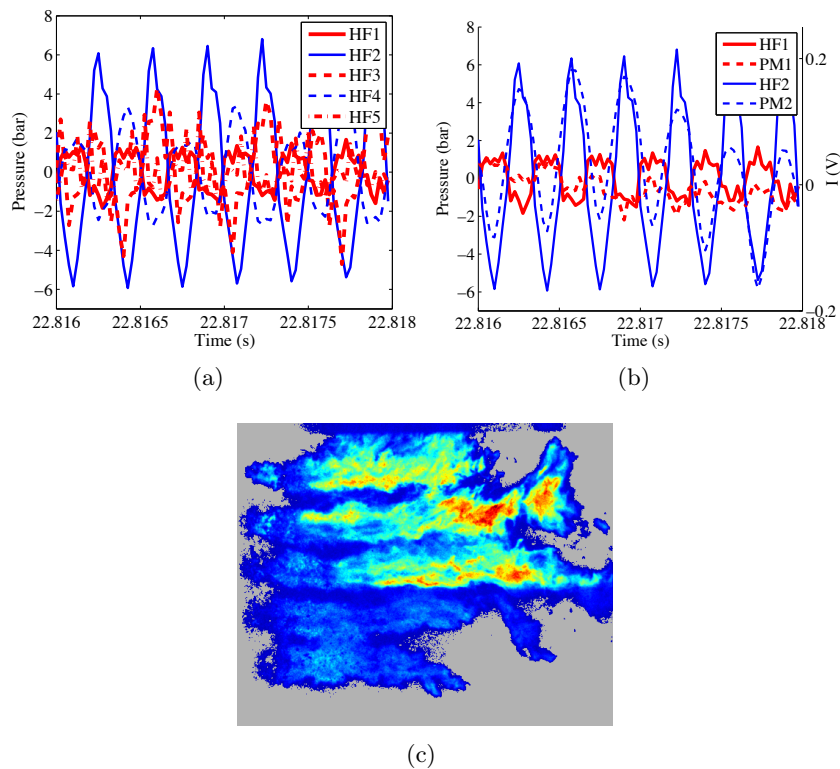 8
6
4
2
0
−2
−4
−6
Pressure (bar)
22.816 22.8165 22.817 22.8175 22.818
Time (s)
HF1
HF2
HF3
HF4
HF5
(a)
8
6
4
2
0
−2
−4
−6
Pressure (bar)
22.816 22.8165 22.817 22.8175 22.818
Time (s)
HF1
PM1
HF2
PM2
0.2
0
−0.2
I (V)
(b)
(c)